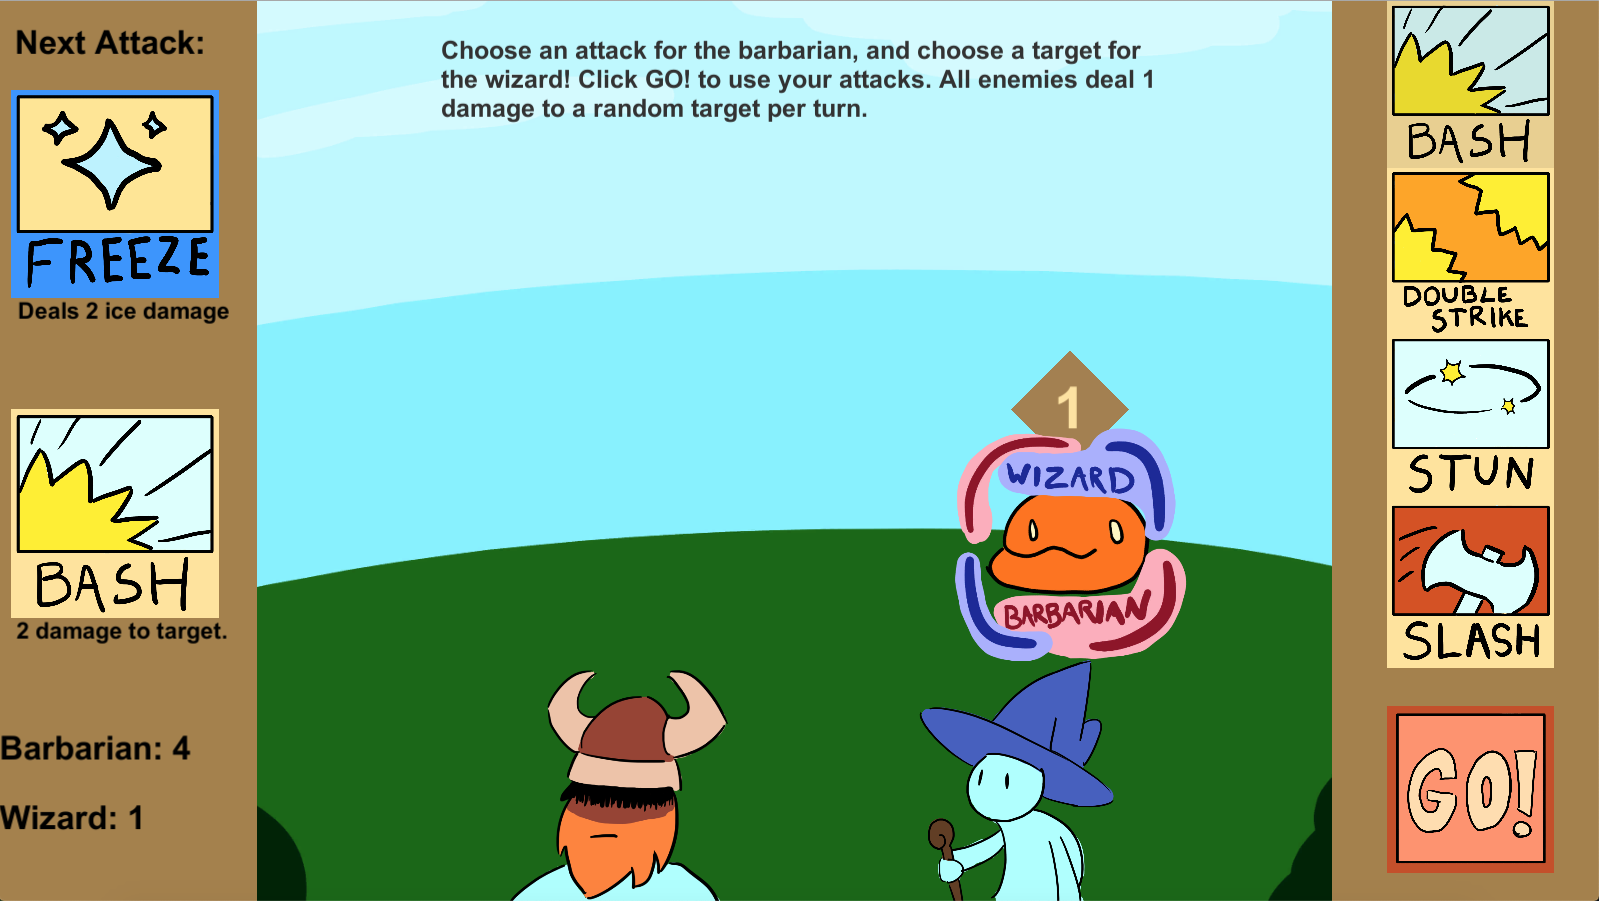 Next Attack:
FREEZE
Deals 2 ice damage
BASH
2 damage to target.
Barbarian: 4
Wizard: 1
Choose an attack for the barbarian, and choose a target for
the wizard! Click GO! to use your attacks. All enemies deal 1
damage to a random target per turn.
1
WIZARD
BARBARIAN
BASH
DOUBLE
STRIKE
STUN
SLASH
GO!